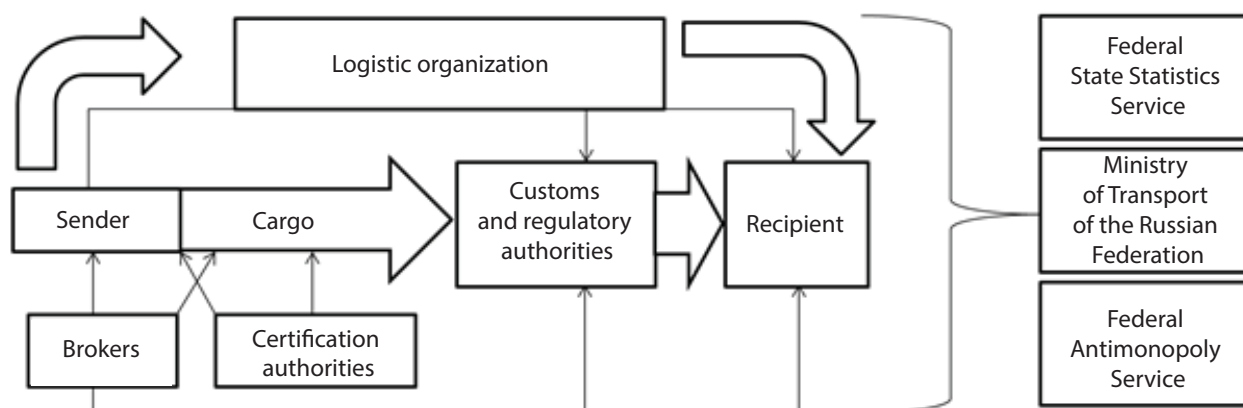 Logistic organization
Federal
State Statistics
Service
Sender
Cargo
Customs
and regulatory
authorities
Recipient
Ministry
of Transport
of the Russian
Federation
Brokers
Certification
authorities
Federal
Antimonopoly
Service